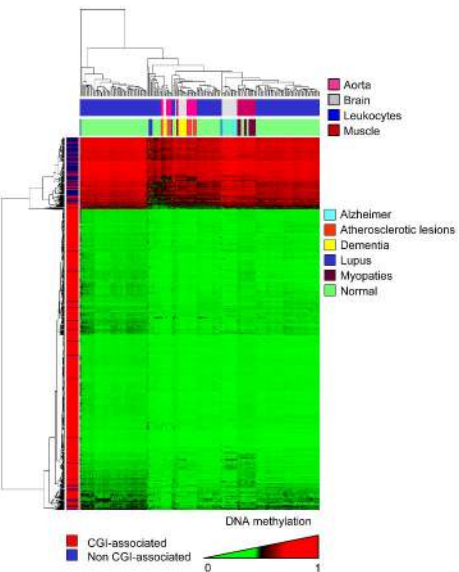 Aorta
Brain
Leukocytes
Muscle
Alzheimer
Atherosclerotic lesions
Dementia
Lupus
Myopaties
Normal
DNA methylation
CGI-associated
Non CGI-associated
0
1